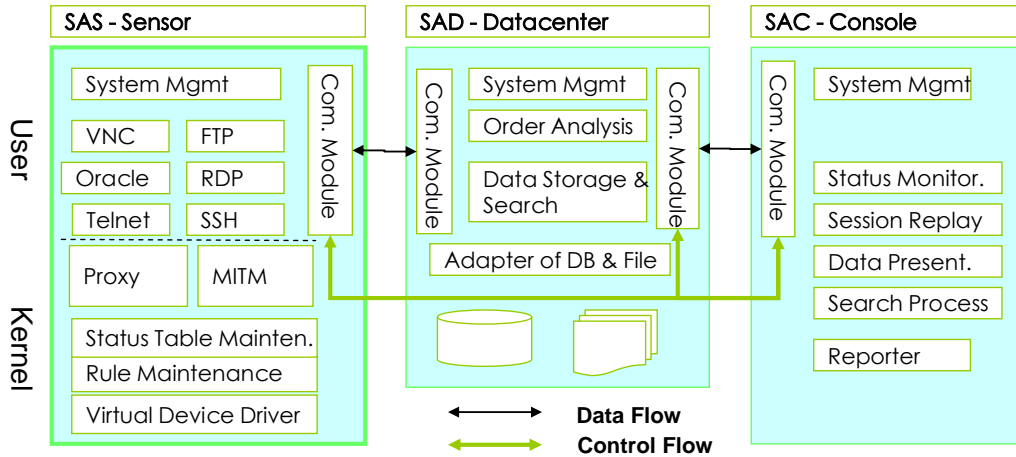 SAS - Sensor
SAD - Datacenter
SAC - Console
User
Kernel
System Mgmt
VNC
FTP
Oracle
RDP
Telnet
SSH
Com. Module
Proxy
MITM
Status Table Mainten.
Rule Maintenance
Virtual Device Driver
Com. Module
System Mgmt
Order Analysis
Data Storage &
Search
Com. Module
Adapter of DB & File
Com. Module
System Mgmt
Status Monitor.
Session Replay
Data Present.
Search Process
Reporter
Data Flow
Control Flow